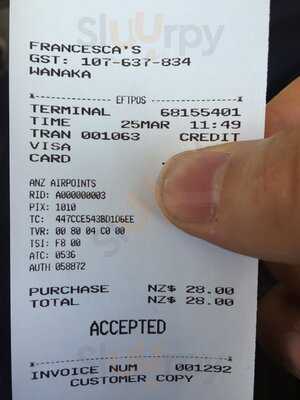 Sluurpy
FRANCESCA'S
GST: 107-637-834
WANAKA
*---------- EFTPOS ----------*
TERMINAL 68155401
TIME 25MAR 11:49
TRAN 001063 CREDIT
VISA
CARD
ANZ AIRPOINTS
RID: A000000003
PIX: 1010
TC: 447CCE543BD106EE
TVR: 00 80 04 C0 00
TSI: F8 00
ATC: 0536
AUTH 058872
PURCHASE NZ$ 28.00
TOTAL NZ$ 28.00
ACCEPTED
*----------------------------*
INVOICE NUM 001292
CUSTOMER COPY